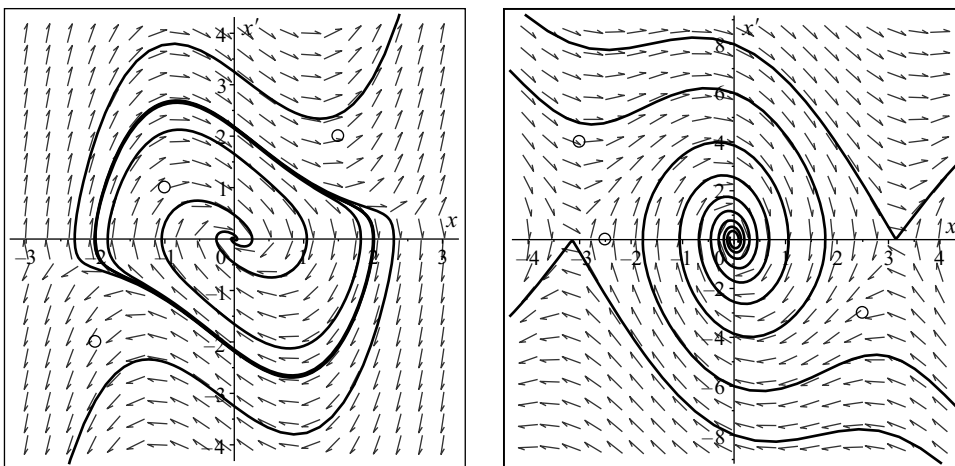 x′
4
3
2
1
x
–3 –2 –1 0 1 2 3
–1
–2
–3
–4
x′
8
6
4
2
x
–4 –3 –2 –1 0 1 2 3 4
–2
–4
–6
–8